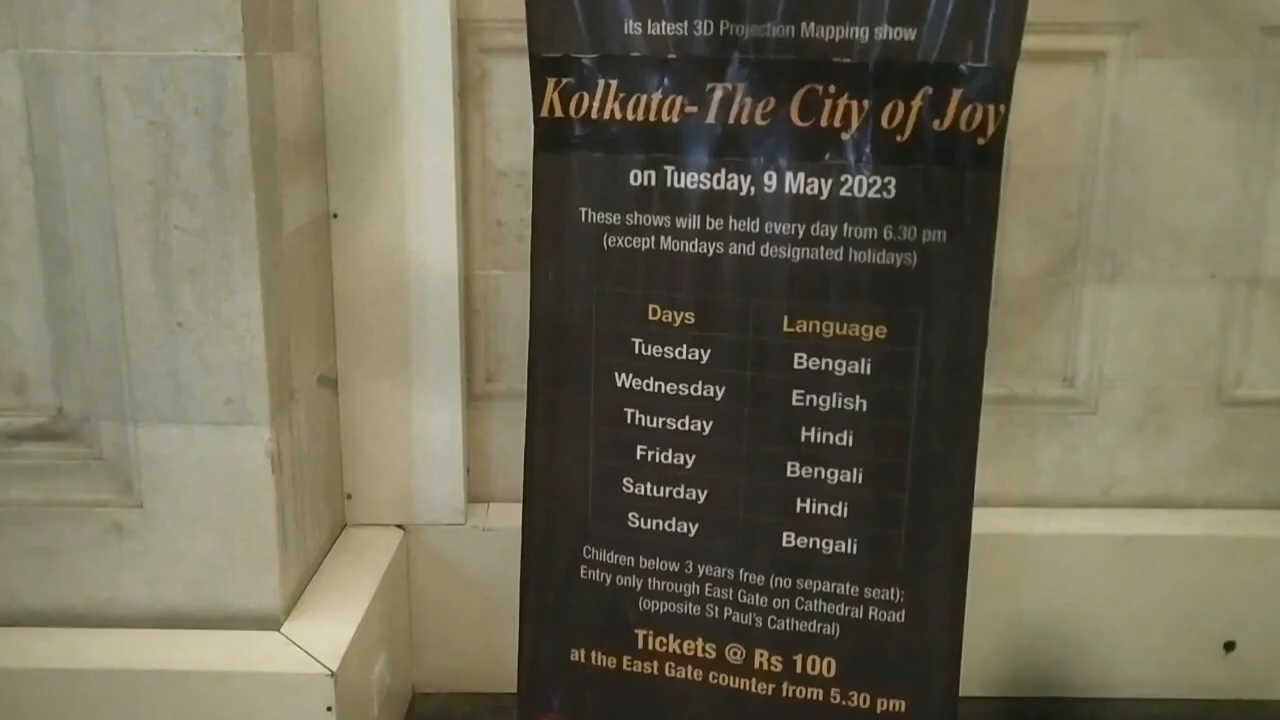 its latest 3D Projection Mapping show
Kolkata-The City of Joy
on Tuesday, 9 May 2023
These shows will be held every day from 6.30 pm
(except Mondays and designated holidays)
Days Language
Tuesday Bengali
Wednesday English
Thursday Hindi
Friday Bengali
Saturday Hindi
Sunday Bengali
Children below 3 years free (no separate seat);
Entry only through East Gate on Cathedral Road
(opposite St Paul's Cathedral)
Tickets @ Rs 100
at the East Gate counter from 5.30 pm